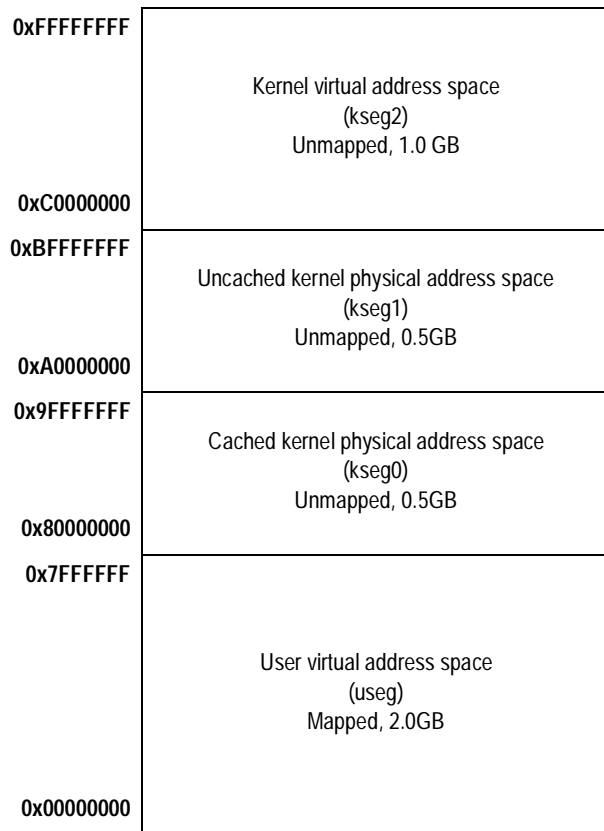 0xFFFFFFFF
Kernel virtual address space
(kseg2)
Unmapped, 1.0 GB
0xC0000000
0xBFFFFFFF
Uncached kernel physical address space
(kseg1)
Unmapped, 0.5GB
0xA0000000
0x9FFFFFFF
Cached kernel physical address space
(kseg0)
Unmapped, 0.5GB
0x80000000
0x7FFFFFF
User virtual address space
(useg)
Mapped, 2.0GB
0x00000000